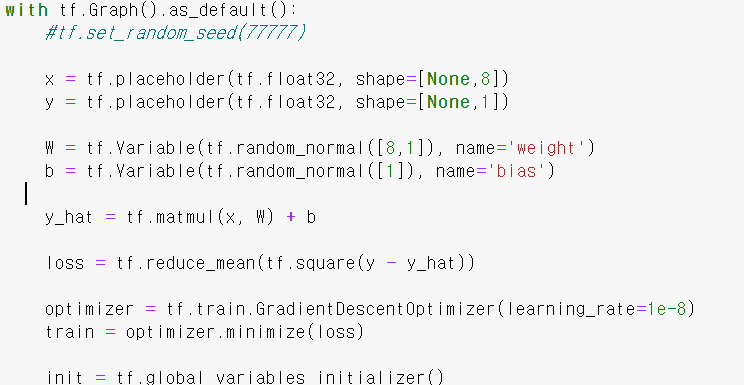 with tf.Graph().as_default():
#tf.set_random_seed(77777)
x = tf.placeholder(tf.float32, shape=[None,8])
y = tf.placeholder(tf.float32, shape=[None,1])
W = tf.Variable(tf.random_normal([8,1]), name='weight')
b = tf.Variable(tf.random_normal([1]), name='bias')
y_hat = tf.matmul(x, W) + b
loss = tf.reduce_mean(tf.square(y - y_hat))
optimizer = tf.train.GradientDescentOptimizer(learning_rate=1e-8)
train = optimizer.minimize(loss)
init = tf.global_variables_initializer()